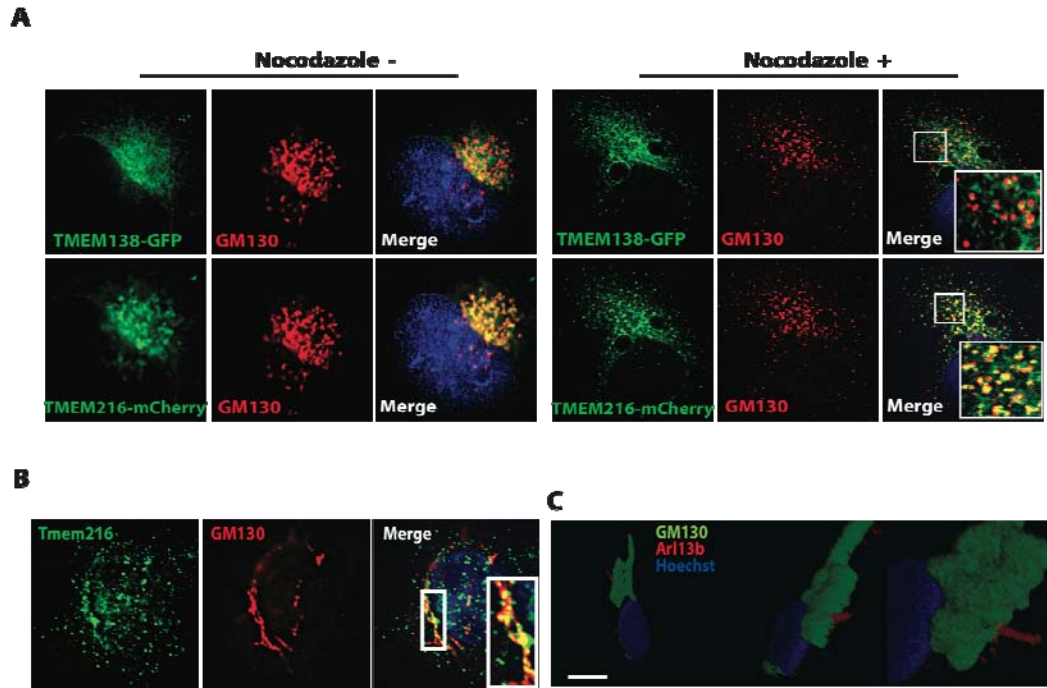 A
Nocodazole -
Nocodazole +
TMEM138-GFP
GM130
Merge
TMEM138-GFP
GM130
Merge
TMEM216-mCherry
GM130
Merge
TMEM216-mCherry
GM130
Merge
B
Tmem216
GM130
Merge
C
GM130
Arl13b
Hoechst